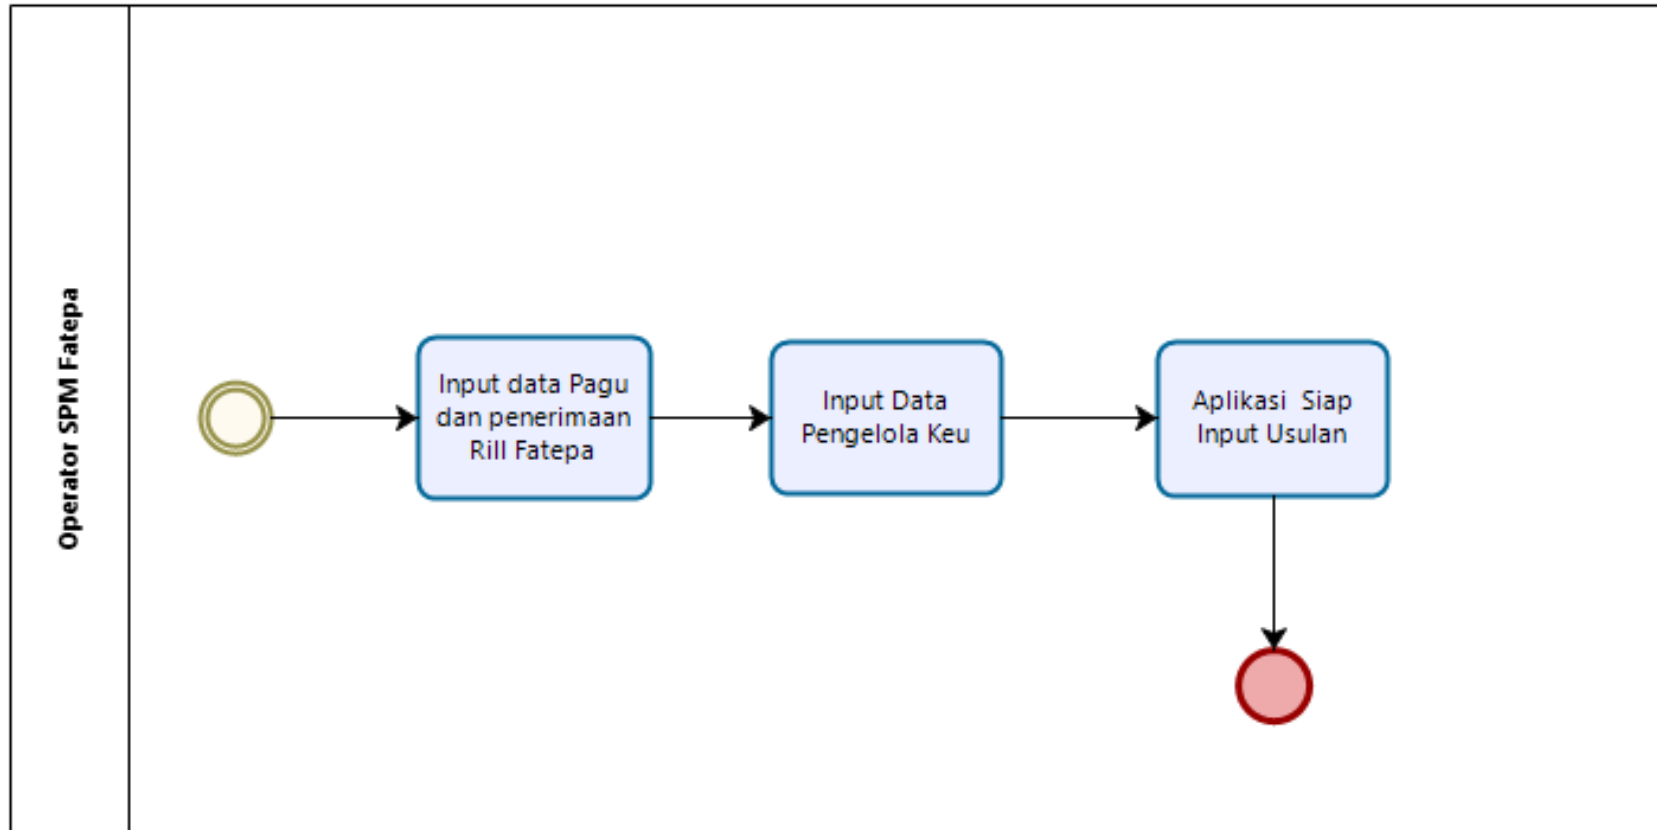 Operator SPM Fatepa
Input data Pagu
dan penerimaan
Rill Fatepa
Input Data
Pengelola Keu
Aplikasi  Siap
Input Usulan